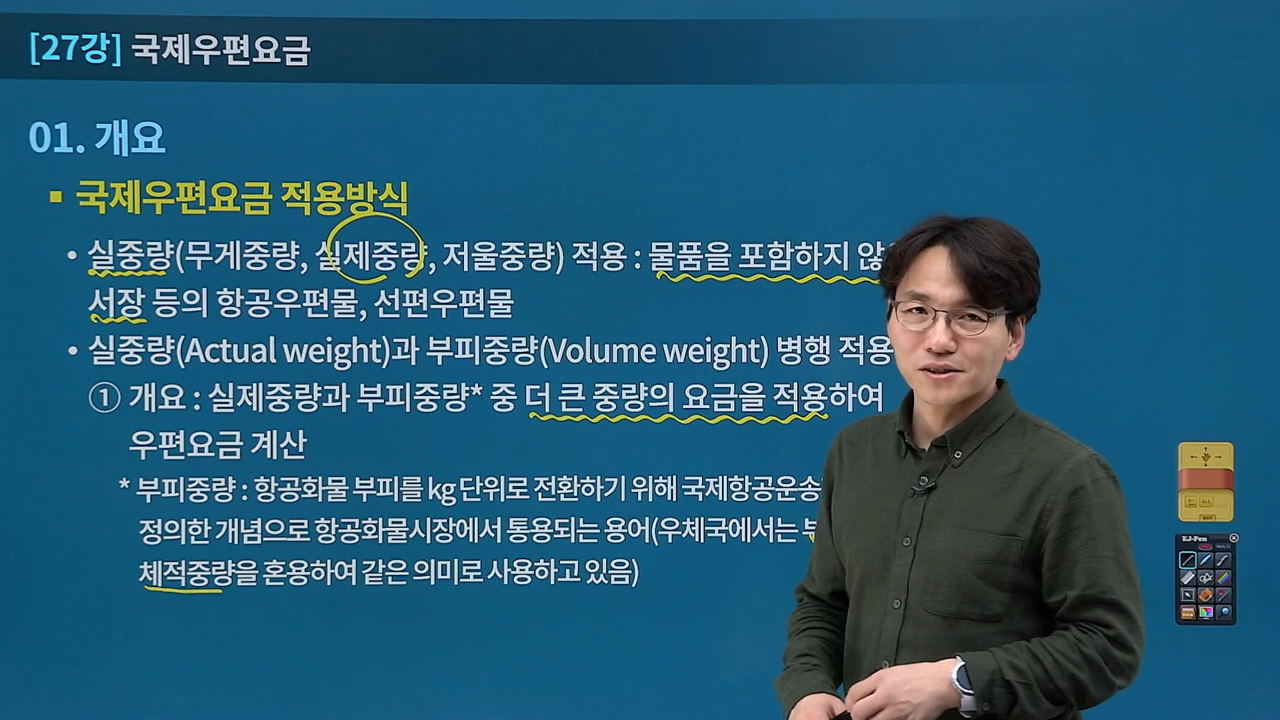 [27강] 국제우편요금
01. 개요
▪ 국제우편요금 적용방식
• 실중량(무게중량, 실제중량, 저울중량) 적용 : 물품을 포함하지
서장 등의 항공우편물, 선편우편물
• 실중량(Actual weight)과 부피중량(Volume weight) 병행 적용
① 개요 : 실제중량과 부피중량* 중 더 큰 중량의 요금을 적용하여
우편요금 계산
* 부피중량 : 항공화물 부피를 kg단위로 전환하기 위해 국제항공운송
정의한 개념으로 항공화물시장에서 통용되는 용어(우체국에서는
체적중량을 혼용하여 같은 의미로 사용하고 있음)
EJ-Pen